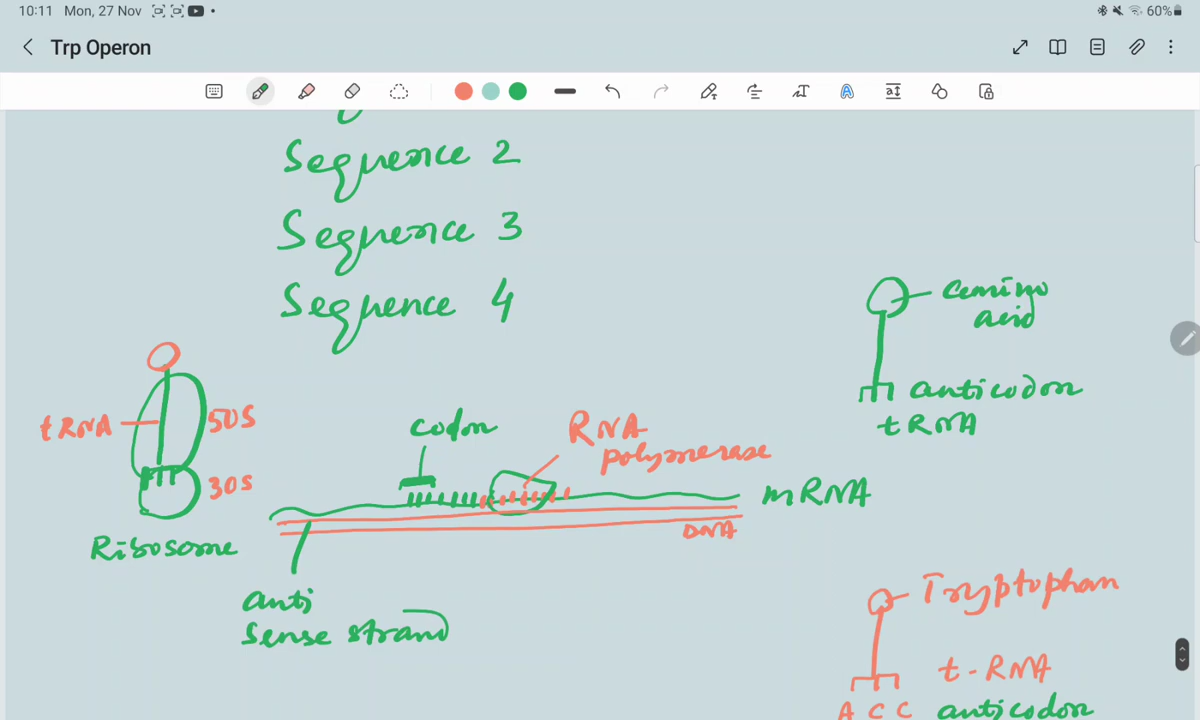 10:11 Mon, 27 Nov
60%
Trp Operon
Sequence 2
Sequence 3
Sequence 4
amino
acid
anticodon
tRNA
tRNA
50S
30S
Ribosome
codon
RNA
polymerase
mRNA
DNA
anti
sense strand
Tryptophan
t-RNA
A C C anticodon